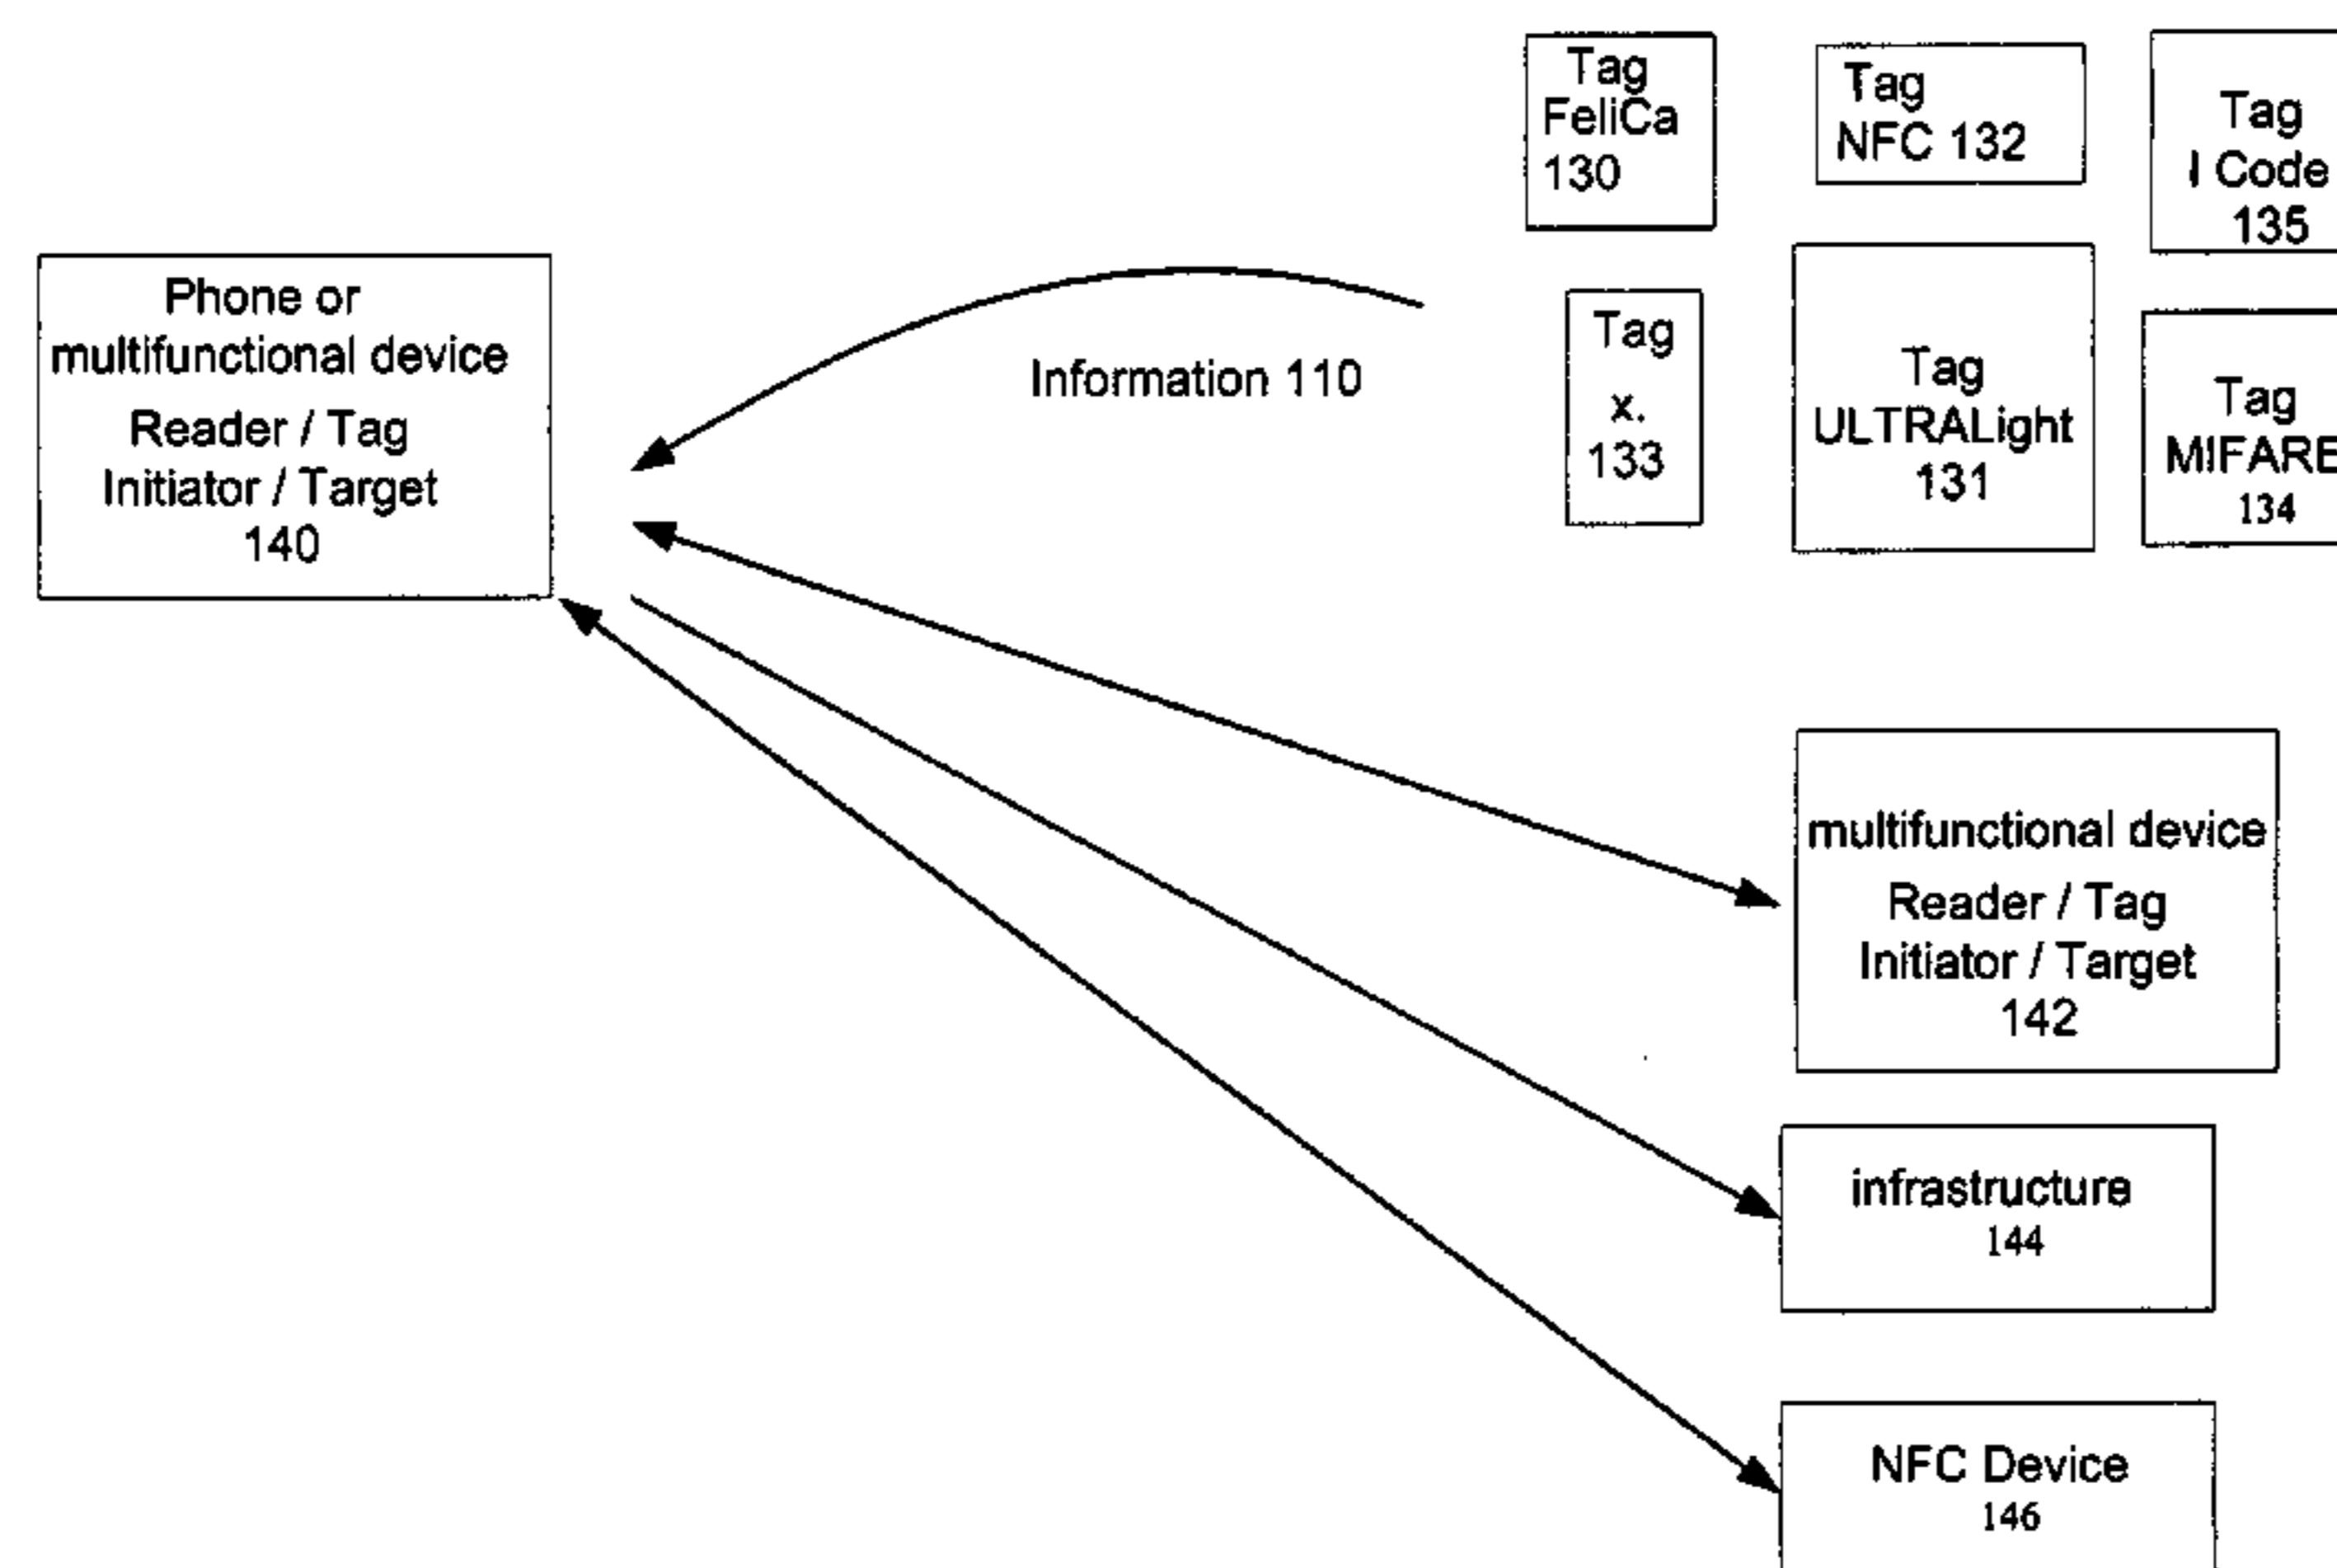 Phone or
multifunctional device
Reader / Tag
Initiator / Target
140
Information 110
Tag
FeliCa
130
Tag
NFC 132
Tag
I Code
135
Tag
x.
133
Tag
ULTRALight
131
Tag
MIFARE
134
multifunctional device
Reader / Tag
Initiator / Target
142
infrastructure
144
NFC Device
146